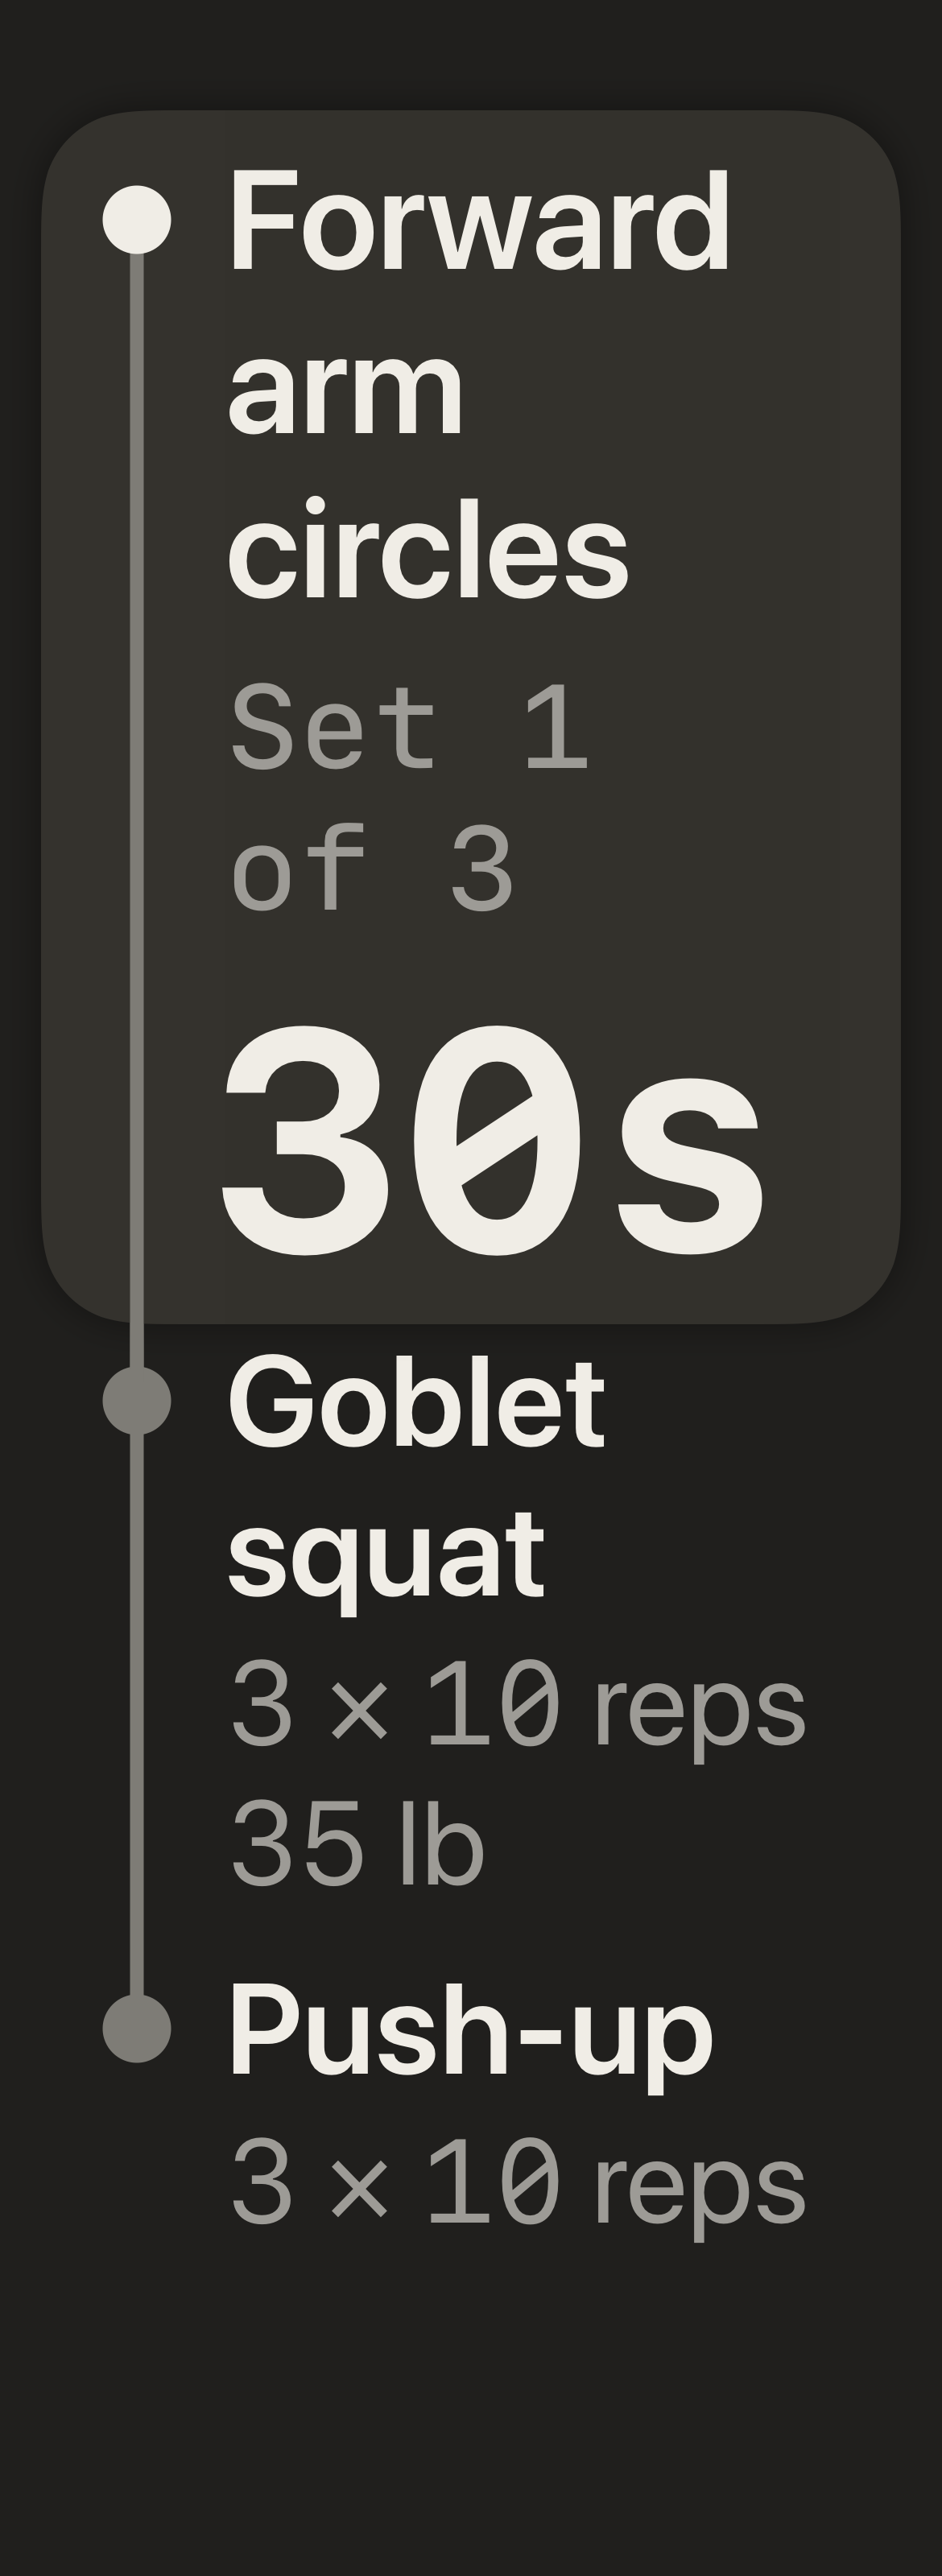 Forward
arm
circles
Set 1
of 3
30s
Goblet
squat
3 × 10 reps
35 lb
Push-up
3 × 10 reps